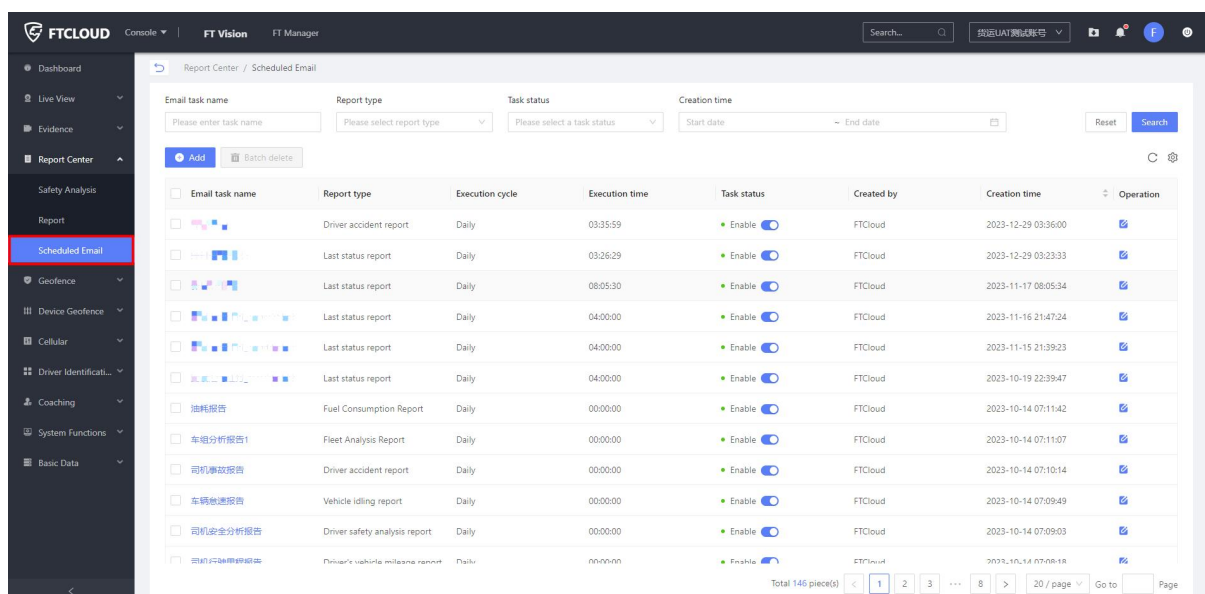 FTCLOUD Console FT Vision FT Manager Search... 货运UAT测试账号 F
Dashboard
Live View
Evidence
Report Center
Safety Analysis
Report
Scheduled Email
Geofence
Device Geofence
Cellular
Driver Identificati...
Coaching
System Functions
Basic Data
Report Center / Scheduled Email
Email task name Report type Task status Creation time
Please enter task name Please select report type Please select a task status Start date ~ End date Reset Search
Add Batch delete
Email task name Report type Execution cycle Execution time Task status Created by Creation time Operation
Driver accident report Daily 03:35:59 Enable FTCloud 2023-12-29 03:36:00
Last status report Daily 03:26:29 Enable FTCloud 2023-12-29 03:23:33
Last status report Daily 08:05:30 Enable FTCloud 2023-11-17 08:05:34
Last status report Daily 04:00:00 Enable FTCloud 2023-11-16 21:47:24
Last status report Daily 04:00:00 Enable FTCloud 2023-11-15 21:39:23
Last status report Daily 04:00:00 Enable FTCloud 2023-10-19 22:39:47
油耗报告 Fuel Consumption Report Daily 00:00:00 Enable FTCloud 2023-10-14 07:11:42
车组分析报告1 Fleet Analysis Report Daily 00:00:00 Enable FTCloud 2023-10-14 07:11:07
司机事故报告 Driver accident report Daily 00:00:00 Enable FTCloud 2023-10-14 07:10:14
车辆怠速报告 Vehicle idling report Daily 00:00:00 Enable FTCloud 2023-10-14 07:09:49
司机安全分析报告 Driver safety analysis report Daily 00:00:00 Enable FTCloud 2023-10-14 07:09:03
司机行驶里程报告 Driver's vehicle mileage report Daily 00:00:00 Enable FTCloud 2023-10-14 07:08:18
Total 146 piece(s) < 1 2 3 ••• 8 > 20 / page Go to Page